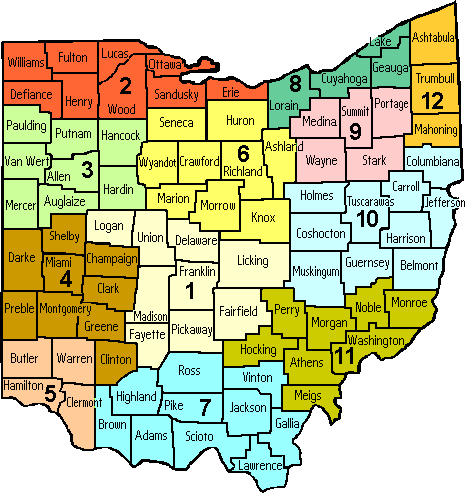 Ashtabula
Lake
Lucas
Fulton
Williams
Ottawa
Geauga
Cuyahoga
Trumbull
2
8
12
Defiance
Henry
Wood
Sandusky
Erie
Lorain
Portage
Summit
Medina
Paulding
Putnam
Hancock
Seneca
Huron
9
Mahoning
Ashland
Van Wert
Allen
3
Wyandot
Crawford
6
Richland
Wayne
Stark
Columbiana
Hardin
Mercer
Auglaize
Marion
Morrow
Holmes
Carroll
Tuscarawas
Jefferson
10
Knox
Logan
Union
Delaware
Shelby
Coshocton
Harrison
Darke
Miami
Champaign
4
Licking
Franklin
Guernsey
Belmont
Muskingum
Clark
1
Preble
Montgomery
Greene
Madison
Fayette
Pickaway
Fairfield
Perry
Noble
Monroe
Morgan
Washington
Butler
Warren
Clinton
Hocking
Athens
11
Ross
Vinton
Hamilton
5
Clermont
Highland
Pike
7
Jackson
Meigs
Gallia
Brown
Adams
Scioto
Lawrence